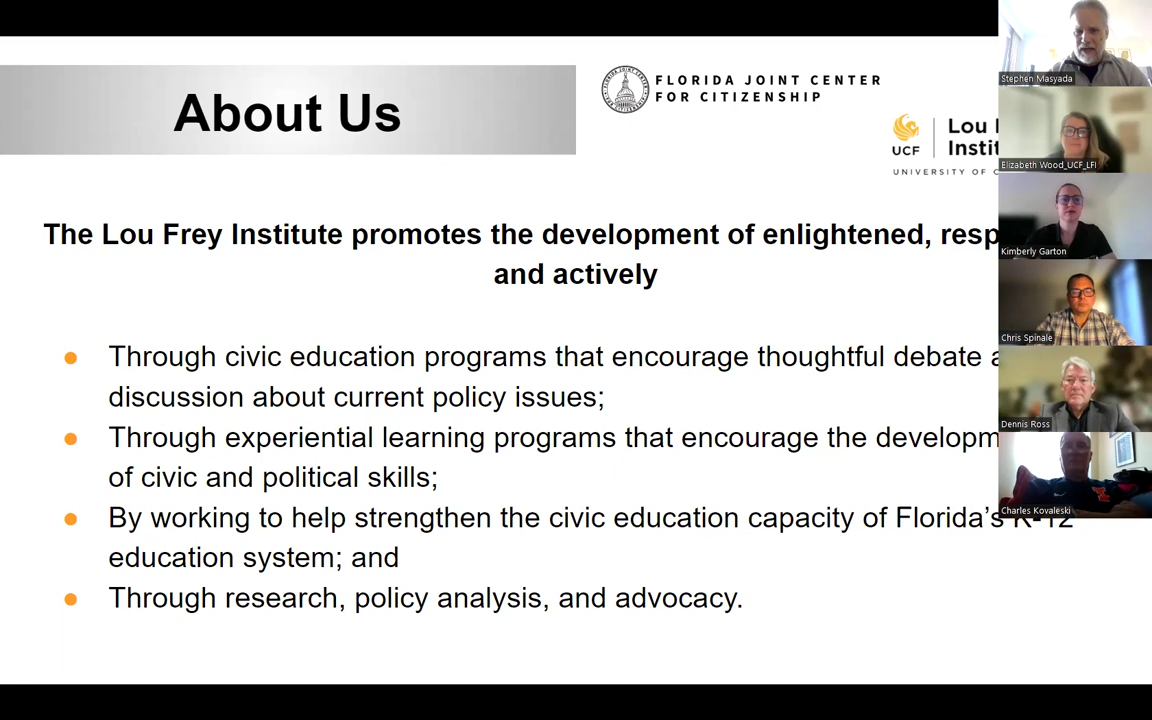 About Us
FLORIDA JOINT CENTER
FOR CITIZENSHIP
UCF
Lou
Instit
UNIVERSITY OF C
The Lou Frey Institute promotes the development of enlightened, resp
and actively
Through civic education programs that encourage thoughtful debate a
discussion about current policy issues;
Through experiential learning programs that encourage the developm
of civic and political skills;
By working to help strengthen the civic education capacity of Florida's K-12
education system; and
Through research, policy analysis, and advocacy.
Stephen Masyada
Elizabeth Wood_UCF_LFI
Kimberly Garton
Chris Spinale
Dennis Ross
Charles Kovaleski